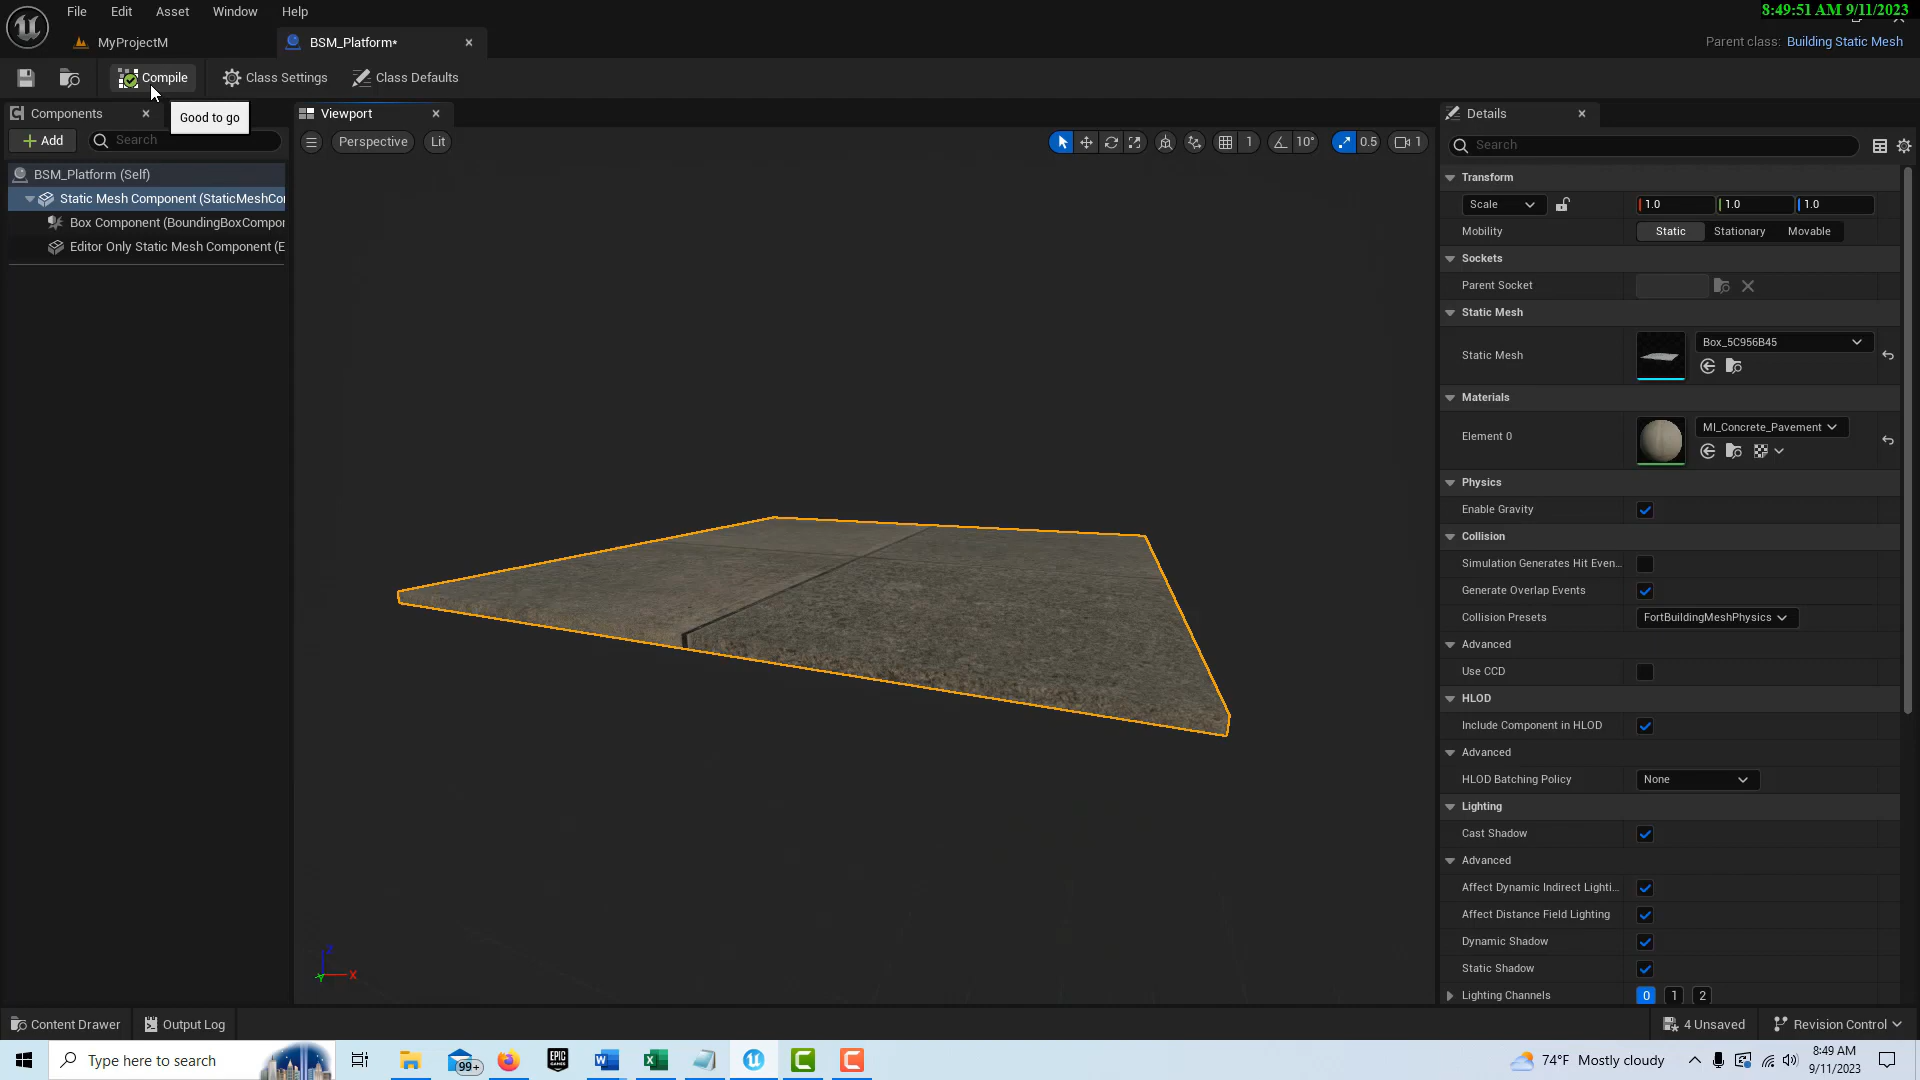 8:49:51 AM 9/11/2023
File Edit Asset Window Help
MyProjectM
BSM_Platform*
Parent class: Building Static Mesh
Compile
Class Settings
Class Defaults
Good to go
Components
Add
Search
BSM_Platform (Self)
Static Mesh Component (StaticMeshCo
Box Component (BoundingBoxCompor
Editor Only Static Mesh Component (E
Viewport
Perspective
Lit
1
10°
0.5
1
X
Details
Search
Transform
Scale
1.0 1.0 1.0
Mobility
Static Stationary Movable
Sockets
Parent Socket
Static Mesh
Static Mesh
Box_5C956B45
Materials
Element 0
MI_Concrete_Pavement
Physics
Enable Gravity
Collision
Simulation Generates Hit Even...
Generate Overlap Events
Collision Presets
FortBuildingMeshPhysics
Advanced
Use CCD
HLOD
Include Component in HLOD
Advanced
HLOD Batching Policy
None
Lighting
Cast Shadow
Advanced
Affect Dynamic Indirect Lighti...
Affect Distance Field Lighting
Dynamic Shadow
Static Shadow
Lighting Channels
0 1 2
Content Drawer
Output Log
4 Unsaved
Revision Control
Type here to search
99+
EPIC GAMES
74°F Mostly cloudy
8:49 AM
9/11/2023